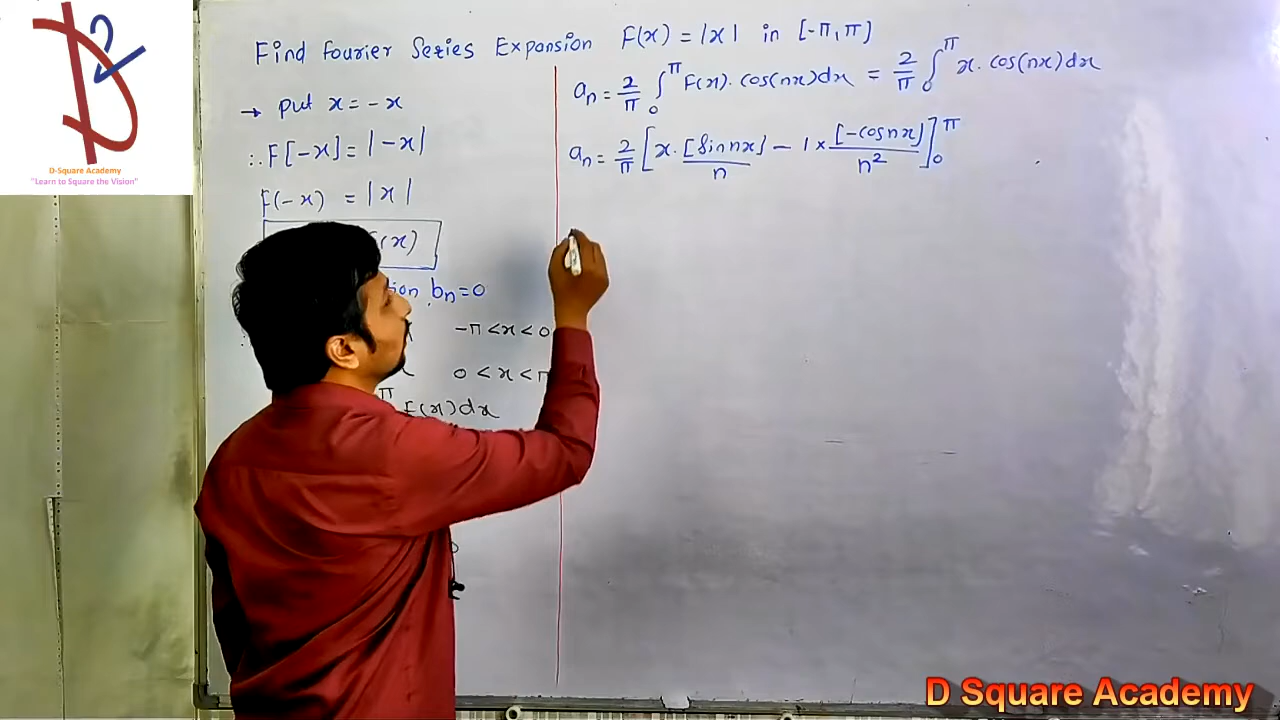 D-Square Academy
"Learn to Square the Vision"
Find Fourier Series Expansion F(x) = |x| in [-π, π]
→ Put x = -x
∴ F[-x] = |-x|
F(-x) = |x|
F(x)
bn = 0
-π < x < 0
0 < x < π
π F(x) dx
an = 2/π ∫₀^π F(x). cos(nx) dx = 2/π ∫₀^π x. cos(nx) dx
an = 2/π [x. [sin nx]/n - 1 × [-cos nx]/n²]₀^π
D Square Academy